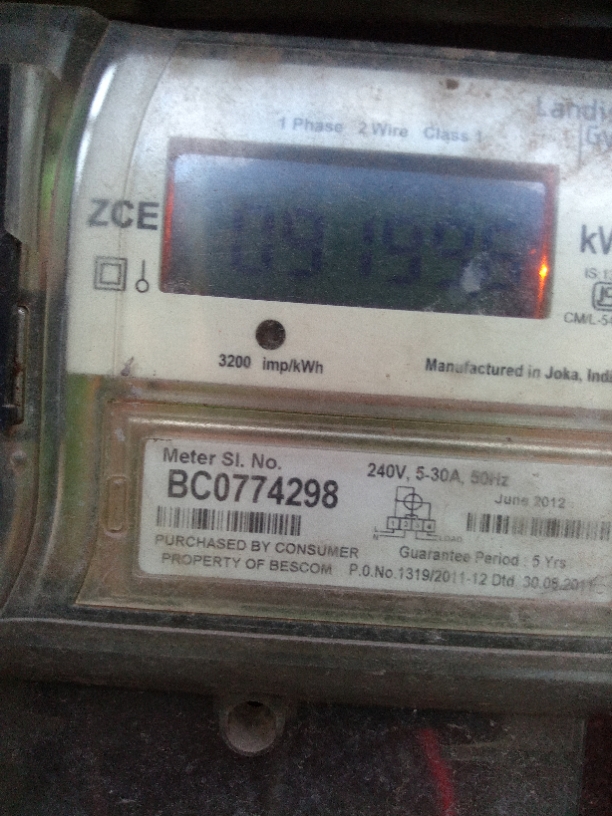 1 Phase 2 Wire Class 1
ZCE
3200 imp/kWh
Manufactured in Joka,
Meter Sl. No.
BC0774298
240V, 5-30A, 50Hz
June 2012
PURCHASED BY CONSUMER
PROPERTY OF BESCOM
Guarantee Period : 5 Yrs
P.O.No.1319/2011-12 Dtd 30.08.2011